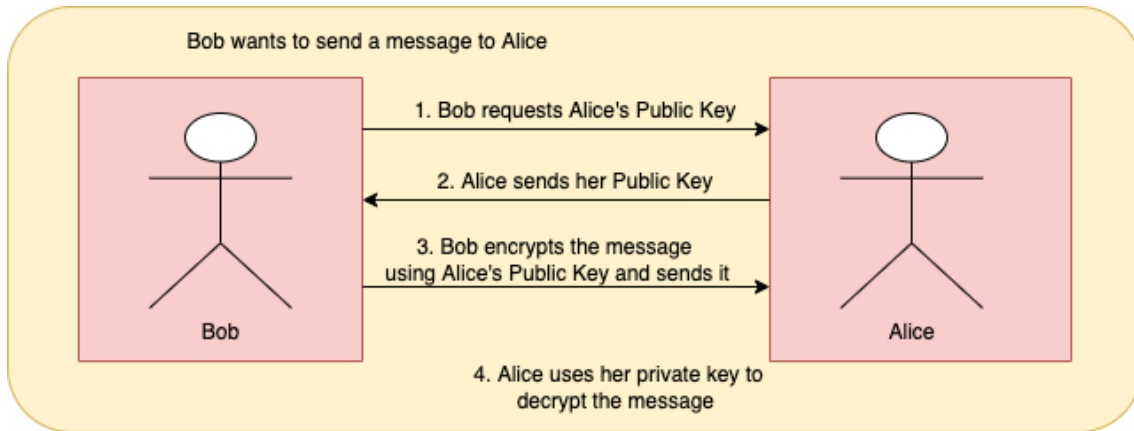 Bob wants to send a message to Alice
1. Bob requests Alice's Public Key
2. Alice sends her Public Key
3. Bob encrypts the message
using Alice's Public Key and sends it
Bob
Alice
4. Alice uses her private key to
decrypt the message